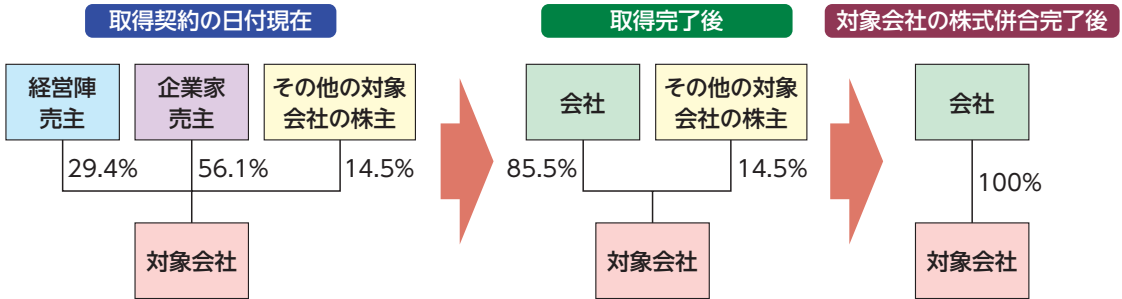 取得契約の日付現在
経営陣
売主
企業家
売主
その他の対象
会社の株主
29.4%
56.1%
14.5%
対象会社
取得完了後
会社
その他の対象
会社の株主
85.5%
14.5%
対象会社
対象会社の株式併合完了後
会社
100%
対象会社